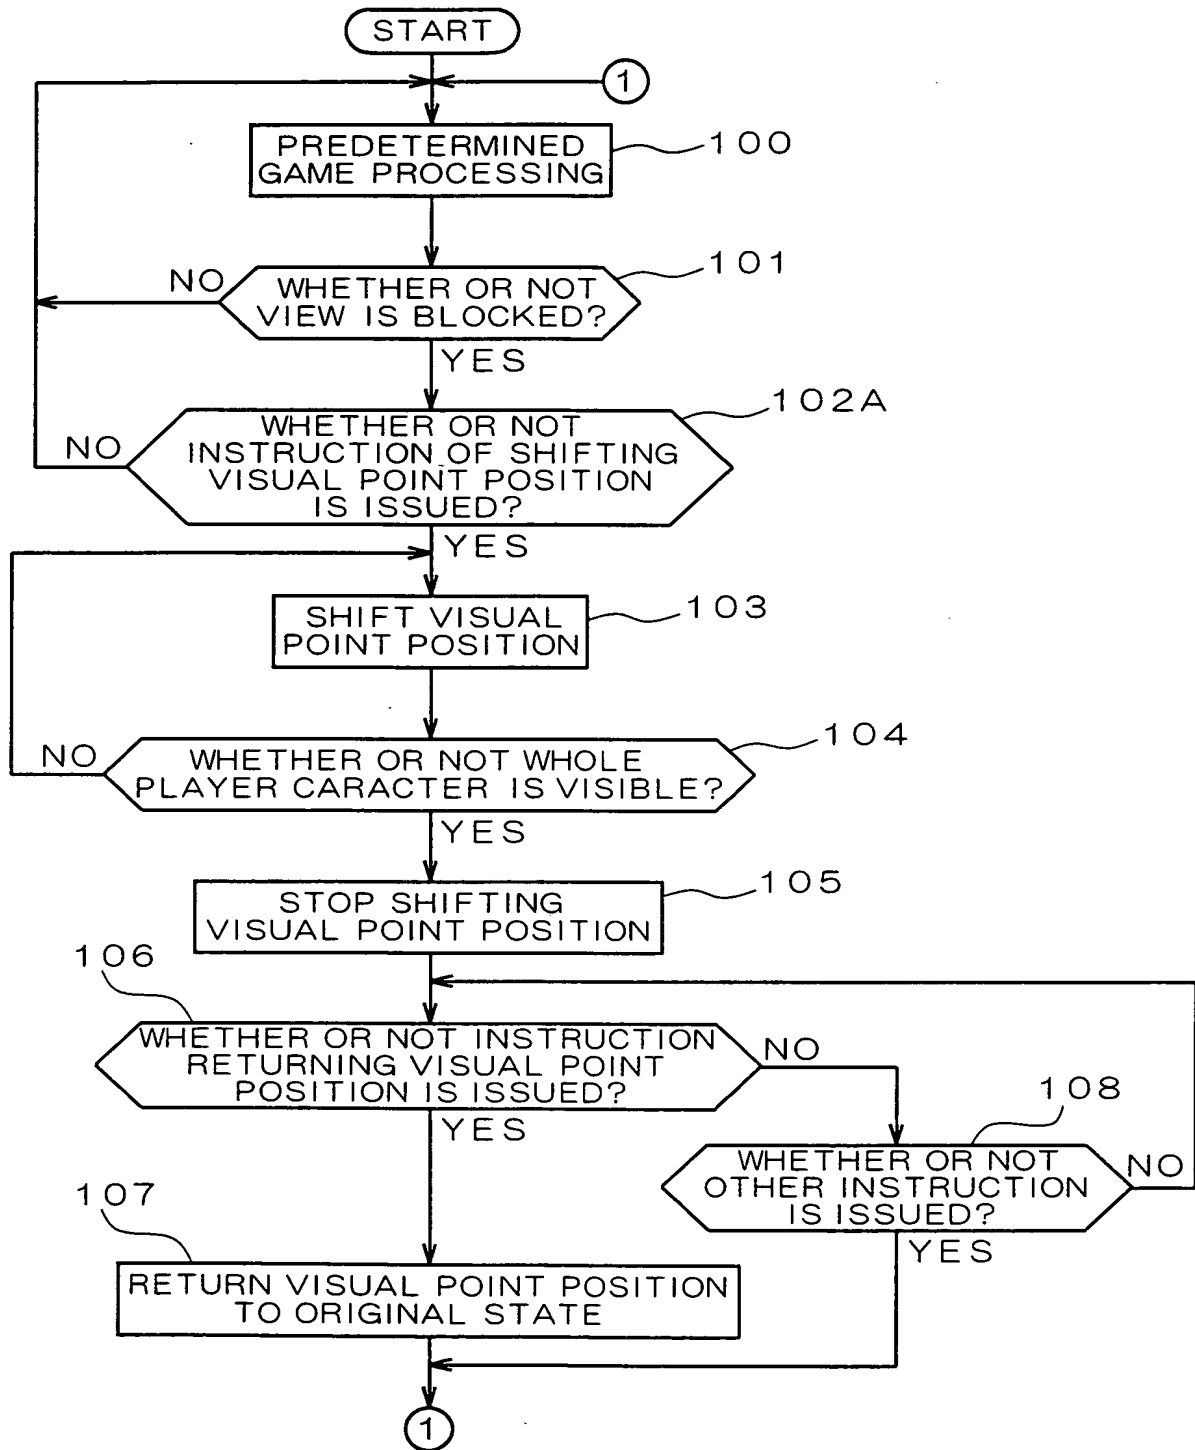 START
1
PREDETERMINED
GAME PROCESSING
100
101
NO
WHETHER OR NOT
VIEW IS BLOCKED?
YES
102A
NO
WHETHER OR NOT
INSTRUCTION OF SHIFTING
VISUAL POINT POSITION
IS ISSUED?
YES
103
SHIFT VISUAL
POINT POSITION
104
NO
WHETHER OR NOT WHOLE
PLAYER CARACTER IS VISIBLE?
YES
105
STOP SHIFTING
VISUAL POINT POSITION
106
WHETHER OR NOT INSTRUCTION
RETURNING VISUAL POINT
POSITION IS ISSUED?
NO
YES
108
WHETHER OR NOT
OTHER INSTRUCTION
IS ISSUED?
NO
YES
107
RETURN VISUAL POINT POSITION
TO ORIGINAL STATE
1